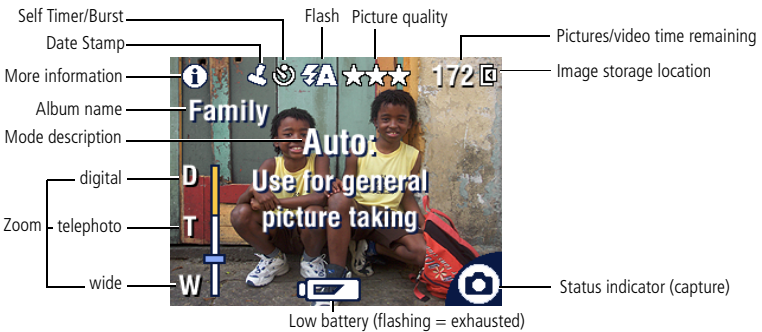 Self Timer/Burst
Flash
Picture quality
Date Stamp
Pictures/video time remaining
More information
Image storage location
i
A
172
Album name
Family
Mode description
Auto:
Use for general
picture taking
Zoom
digital
D
telephoto
T
wide
W
Status indicator (capture)
Low battery (flashing = exhausted)